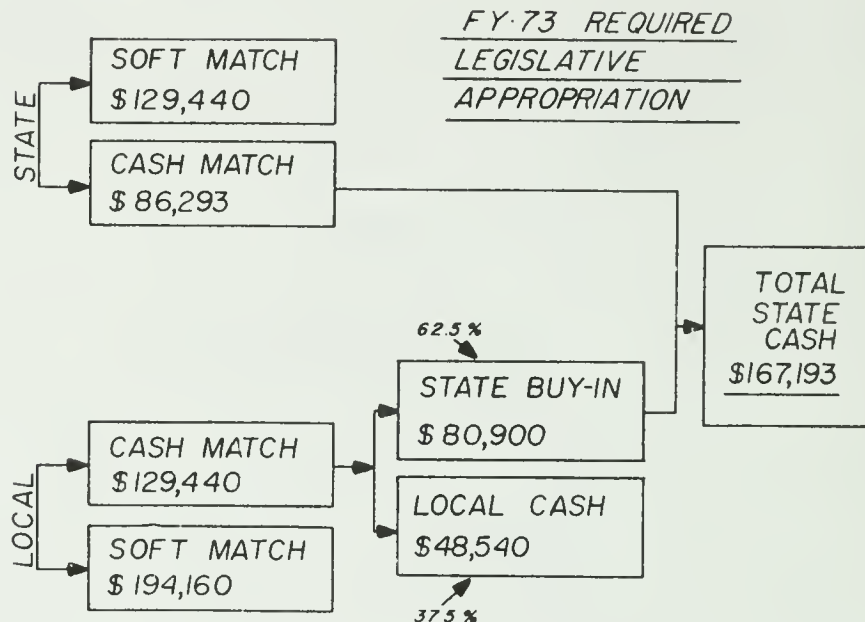 FY-73 REQUIRED
LEGISLATIVE
APPROPRIATION
STATE
SOFT MATCH
$129,440
CASH MATCH
$86,293
TOTAL
STATE
CASH
$167,193
62.5%
STATE BUY-IN
$80,900
LOCAL
CASH MATCH
$129,440
LOCAL CASH
$48,540
SOFT MATCH
$194,160
37.5%